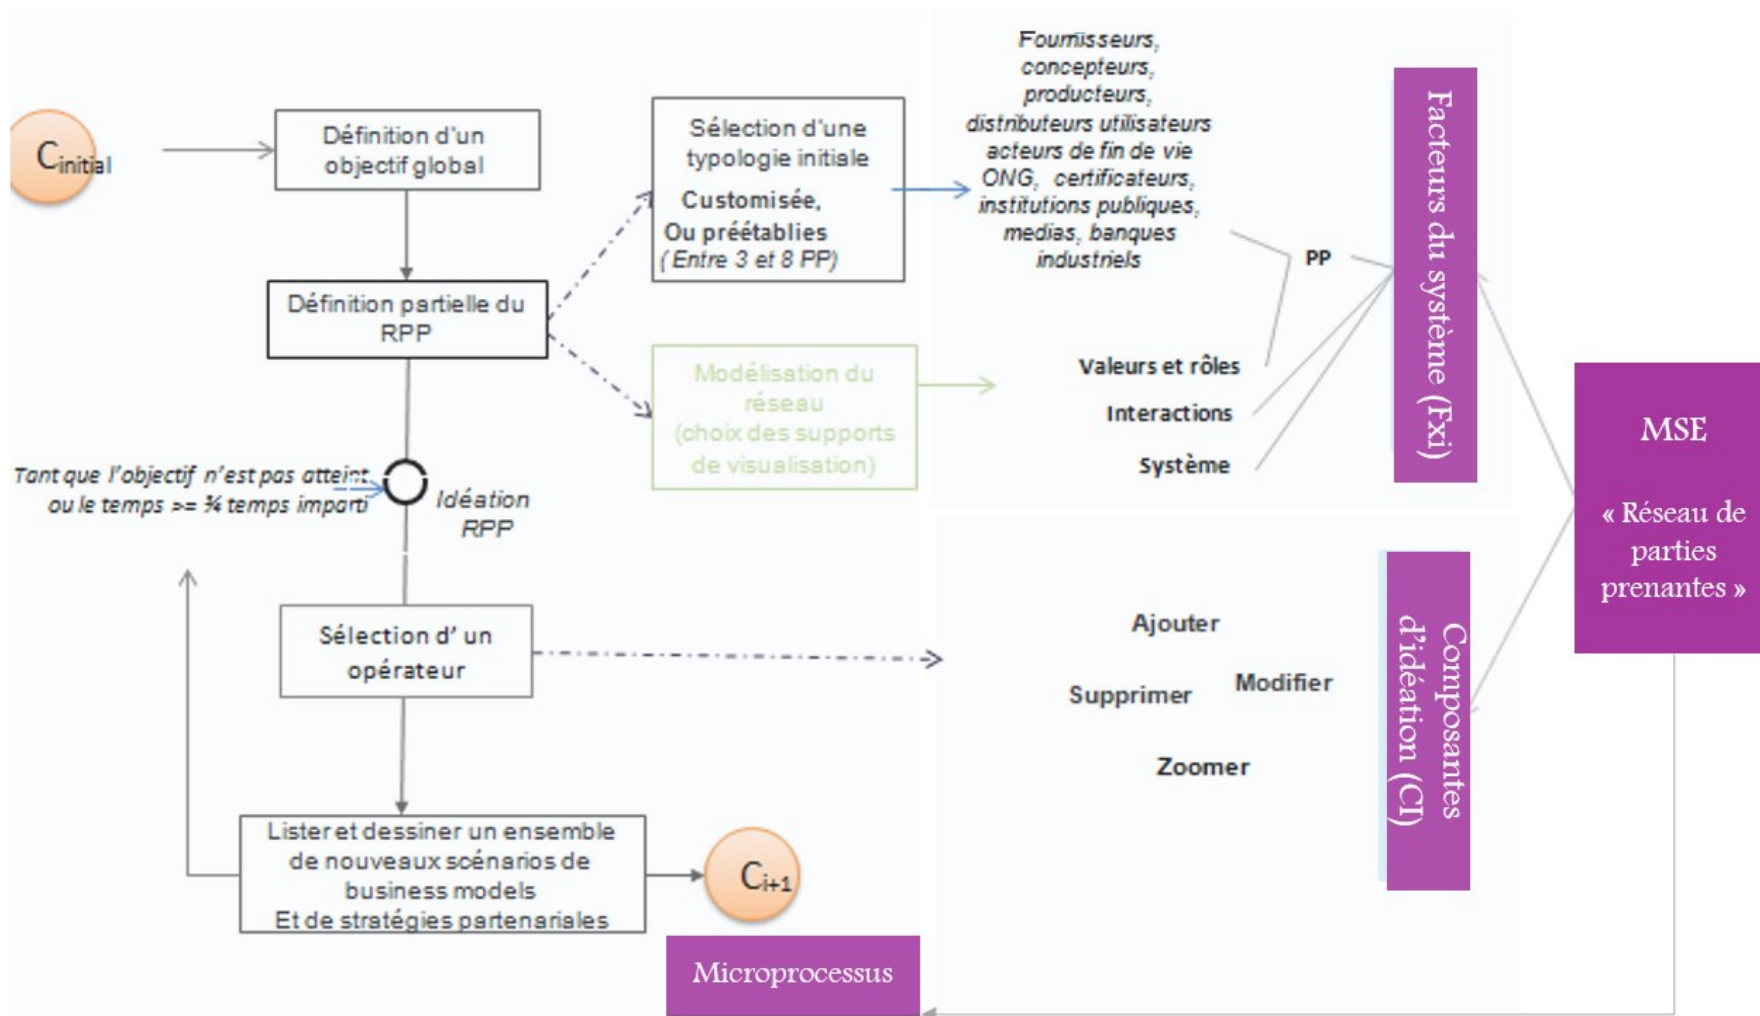 C initial
Définition d'un
objectif global
Définition partielle du
RPP
Sélection d'une
typologie initiale
Customisée,
Ou préétablies
( Entre 3 et 8 PP)
Modélisation du
réseau
(choix des supports
de visualisation)
Tant que l'objectif n'est pas atteint
ou le temps >= ¾ temps imparti
Idéation
RPP
Sélection d' un
opérateur
Lister et dessiner un ensemble
de nouveaux scénarios de
business models
Et de stratégies partenariales
C i+1
Microprocessus
Fournisseurs,
concepteurs,
producteurs,
distributeurs utilisateurs
acteurs de fin de vie
ONG, certificateurs,
institutions publiques,
medias, banques
industriels
PP
Valeurs et rôles
Interactions
Système
Facteurs du système (Fxi)
Ajouter
Supprimer
Modifier
Zoomer
Composantes
d'idéation (CI)
MSE
« Réseau de
parties
prenantes »